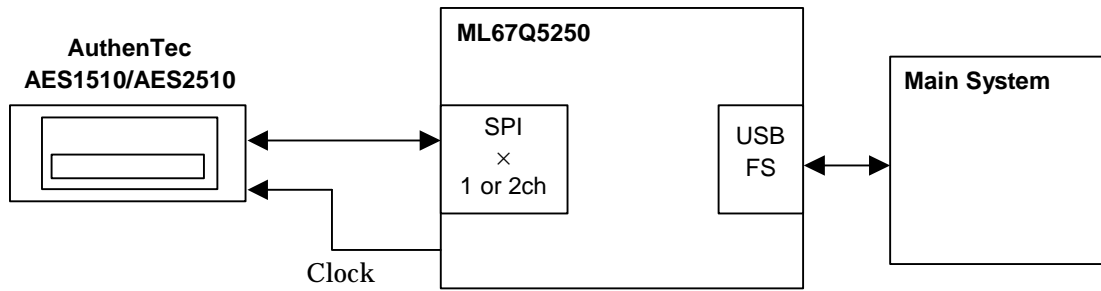 AuthenTec
AES1510/AES2510
ML67Q5250
SPI
×
1 or 2ch
USB
FS
Main System
Clock